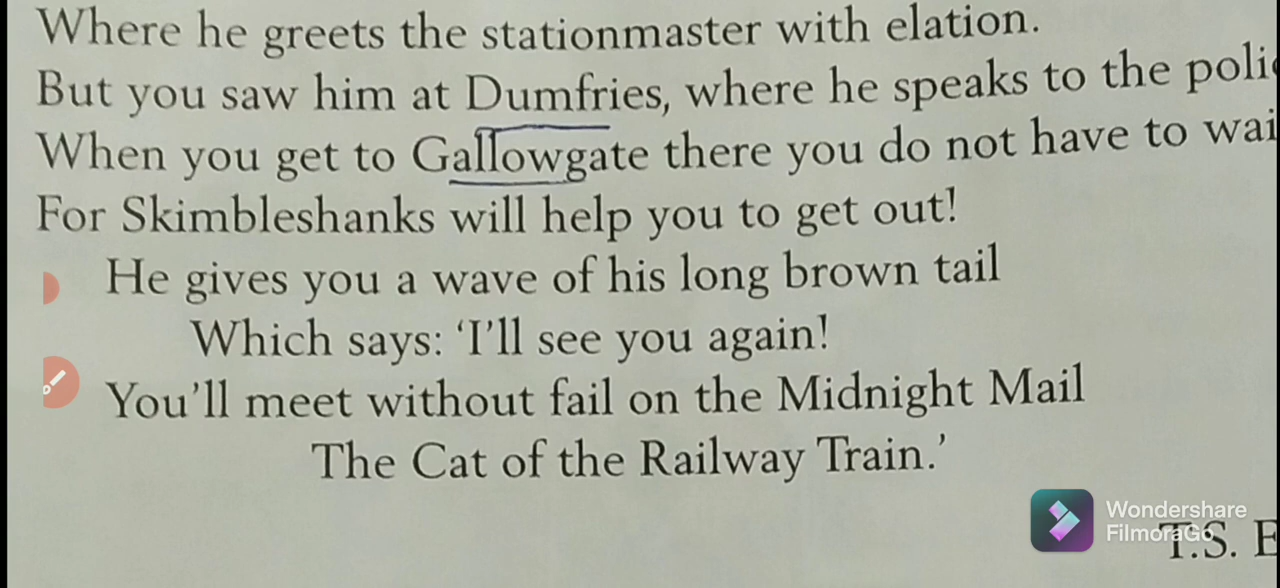 Where he greets the stationmaster with elation.
But you saw him at Dumfries, where he speaks to the
When you get to Gallowgate there you do not have to
For Skimbleshanks will help you to get out!
He gives you a wave of his long brown tail
Which says: ‘I’ll see you again!
You’ll meet without fail on the Midnight Mail
The Cat of the Railway Train.’
Wondershare
FilmoraGo
T.S.